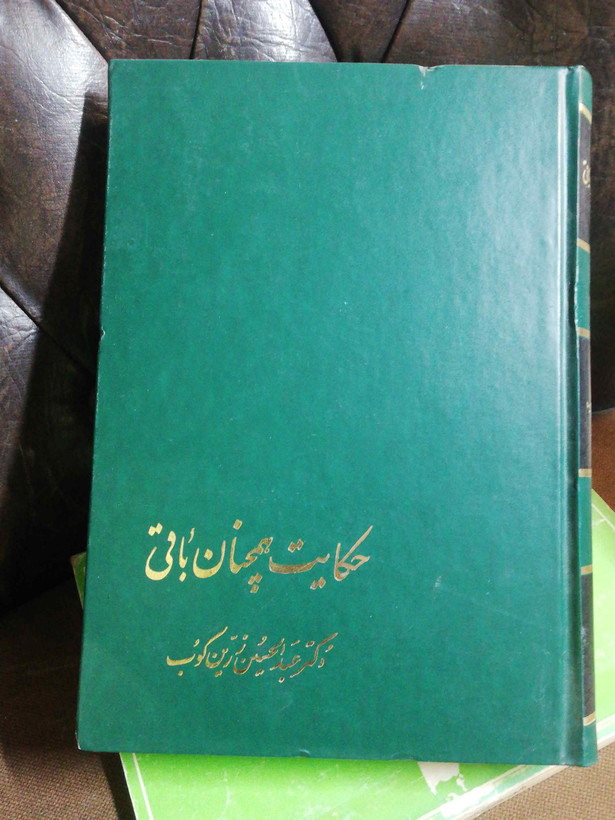 حکایت همچنان باقی
دکتر عبدالحسین زرین کوب